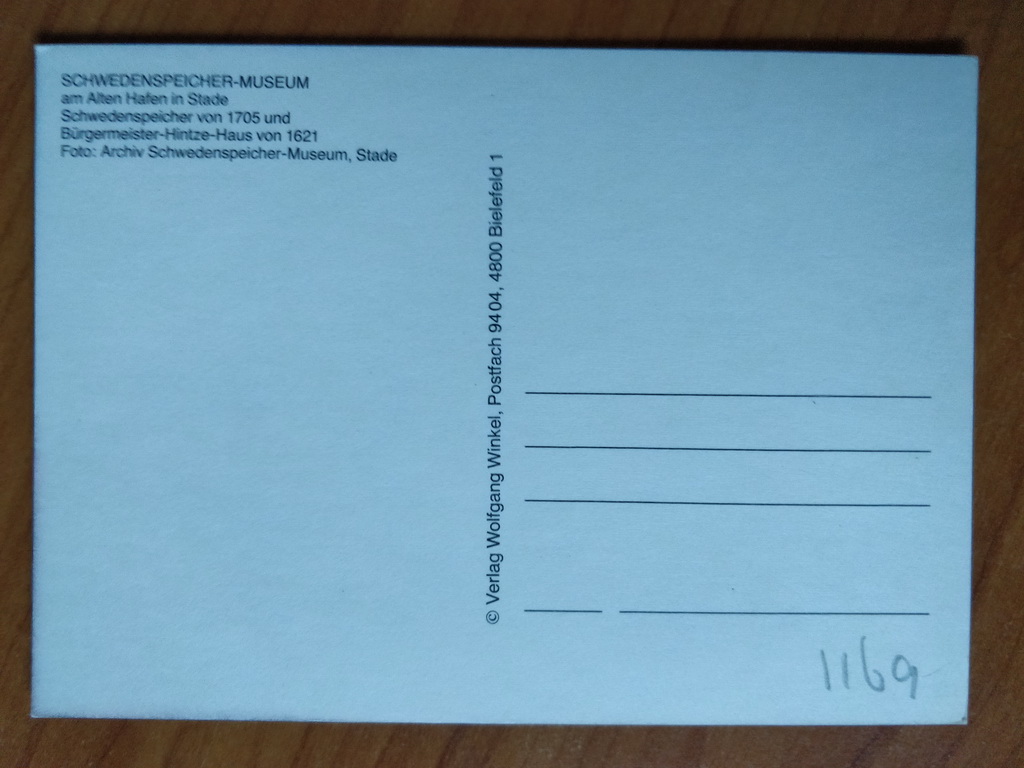 SCHWEDENSPEICHER-MUSEUM
am Alten Hafen in Stade
Schwedenspeicher von 1705 und
Bürgermeister-Hintze-Haus von 1621
Foto: Archiv Schwedenspeicher-Museum, Stade
© Verlag Wolfgang Winkel, Postfach 94 04, 4800 Bielefeld 1
1169